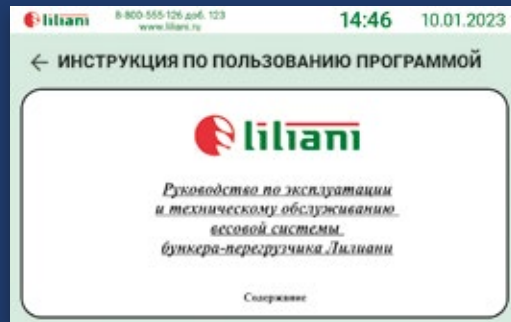 liliani 8-800-555-126 доб. 123 14:46 10.01.2023
www.liliani.ru
← ИНСТРУКЦИЯ ПО ПОЛЬЗОВАНИЮ ПРОГРАММОЙ
liliani
Руководство по эксплуатации
и техническому обслуживанию
весовой системы
бункера-перегрузчика Лилиани
Содержание